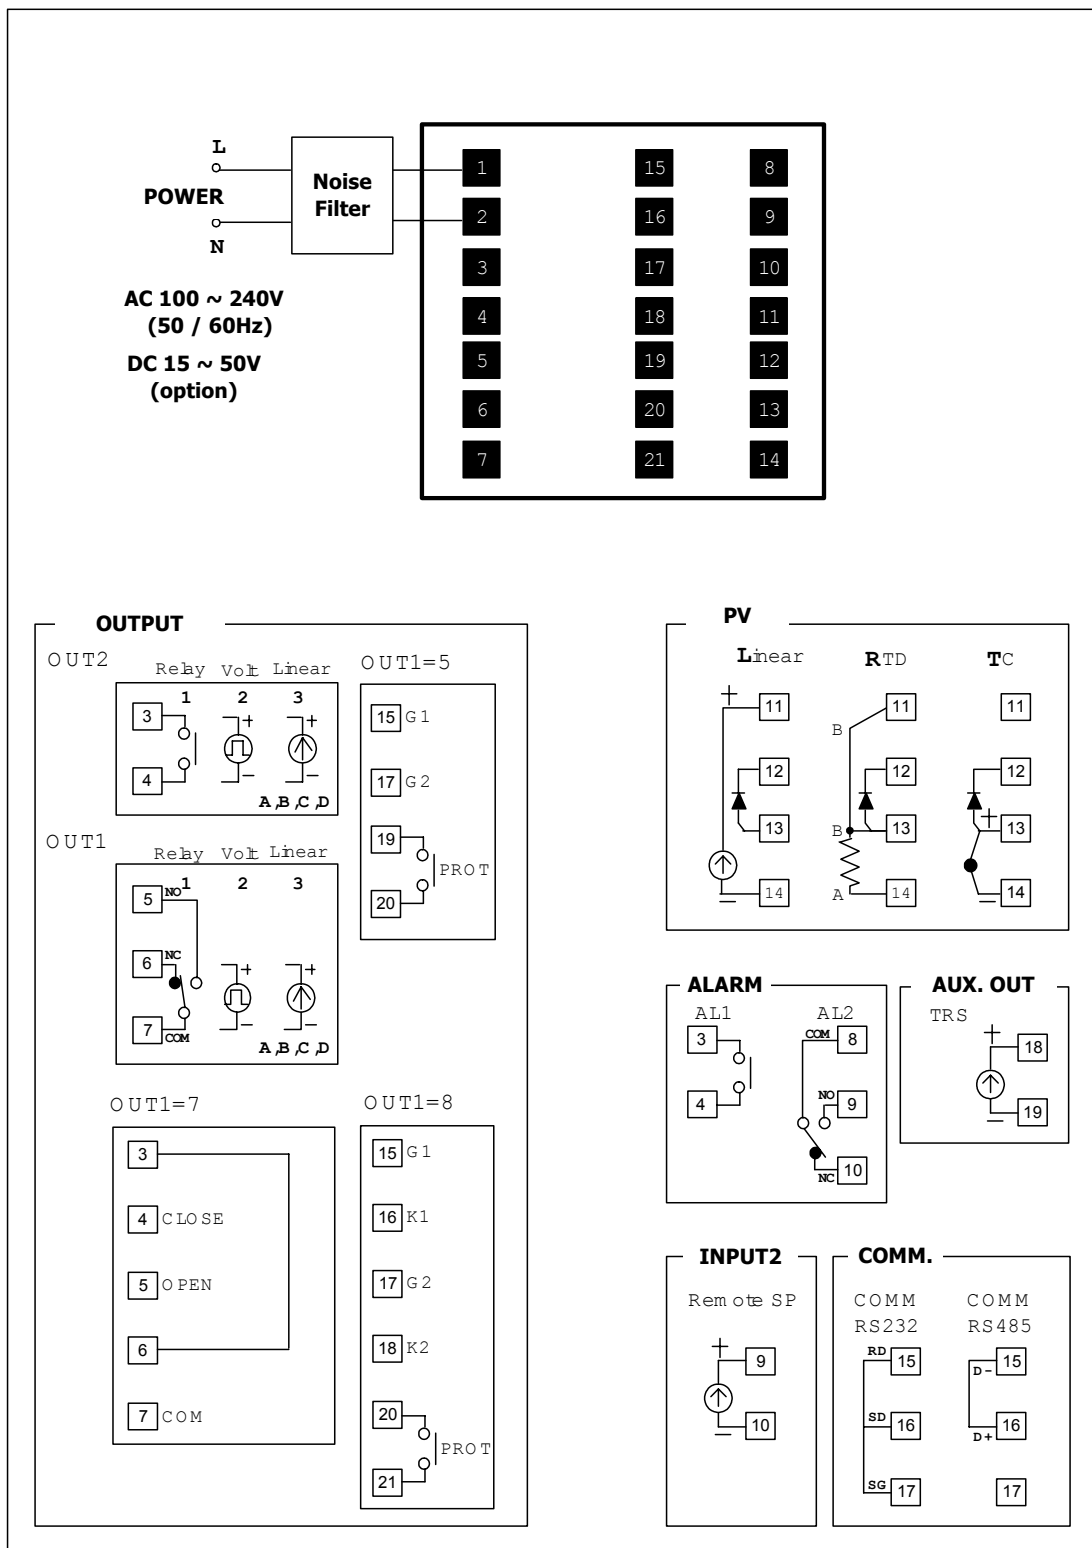 L
POWER
N
Noise
Filter
AC 100 ~ 240V
(50 / 60Hz)
DC 15 ~ 50V
(option)
1 15 8
2 16 9
3 17 10
4 18 11
5 19 12
6 20 13
7 21 14
OUTPUT
OUT2
Relay Volt Linear
1 2 3
3
4
+ +
− −
A,B,C,D
OUT1
Relay Volt Linear
1 2 3
5 NO
6 NC
7 COM
+ +
− −
A,B,C,D
OUT1=5
15 G1
17 G2
19
PROT
20
OUT1=7
3
4 CLOSE
5 OPEN
6
7 COM
OUT1=8
15 G1
16 K1
17 G2
18 K2
20
PROT
21
PV
Linear RTD TC
+ 11
12
13
− 14
11
B
12
B 13
A 14
11
12
+ 13
− 14
ALARM
AL1 AL2
3
4
COM 8
NO 9
NC 10
AUX. OUT
TRS
+ 18
− 19
INPUT2
Remote SP
+ 9
− 10
COMM.
COMM COMM
RS232 RS485
RD 15
SD 16
SG 17
D- 15
D+ 16
17